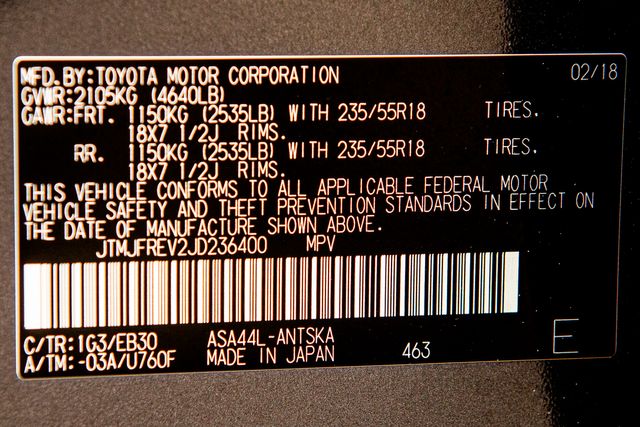 MFD.BY:TOYOTA MOTOR CORPORATION 02/18
GVWR:2105KG (4640LB)
GAWR:FRT. 1150KG (2535LB) WITH 235/55R18 TIRES.
18X7 1/2J RIMS.
RR. 1150KG (2535LB) WITH 235/55R18 TIRES.
18X7 1/2J RIMS.
THIS VEHICLE CONFORMS TO ALL APPLICABLE FEDERAL MOTOR
VEHICLE SAFETY AND THEFT PREVENTION STANDARDS IN EFFECT ON
THE DATE OF MANUFACTURE SHOWN ABOVE.
JTMJFREV2JD236400 MPV
C/TR:1G3/EB30 ASA44L-ANTSKA
A/TM:-03A/U760F MADE IN JAPAN 463 E